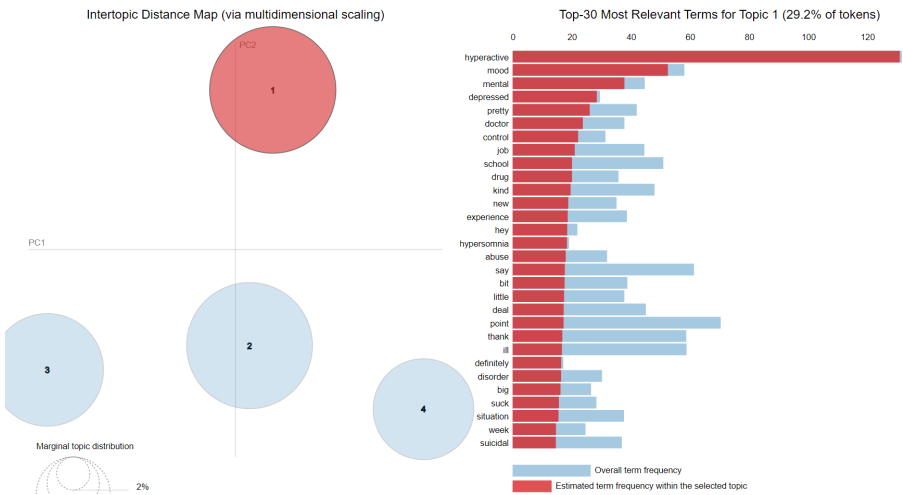 Intertopic Distance Map (via multidimensional scaling)
PC2
1
PC1
2
3
4
Marginal topic distribution
2%
Top-30 Most Relevant Terms for Topic 1 (29.2% of tokens)
0 20 40 60 80 100 120
hyperactive
mood
mental
depressed
pretty
doctor
control
job
school
drug
kind
new
experience
hey
hypersomnia
abuse
say
bit
little
deal
point
thank
ill
definitely
disorder
big
suck
situation
week
suicidal
Overall term frequency
Estimated term frequency within the selected topic